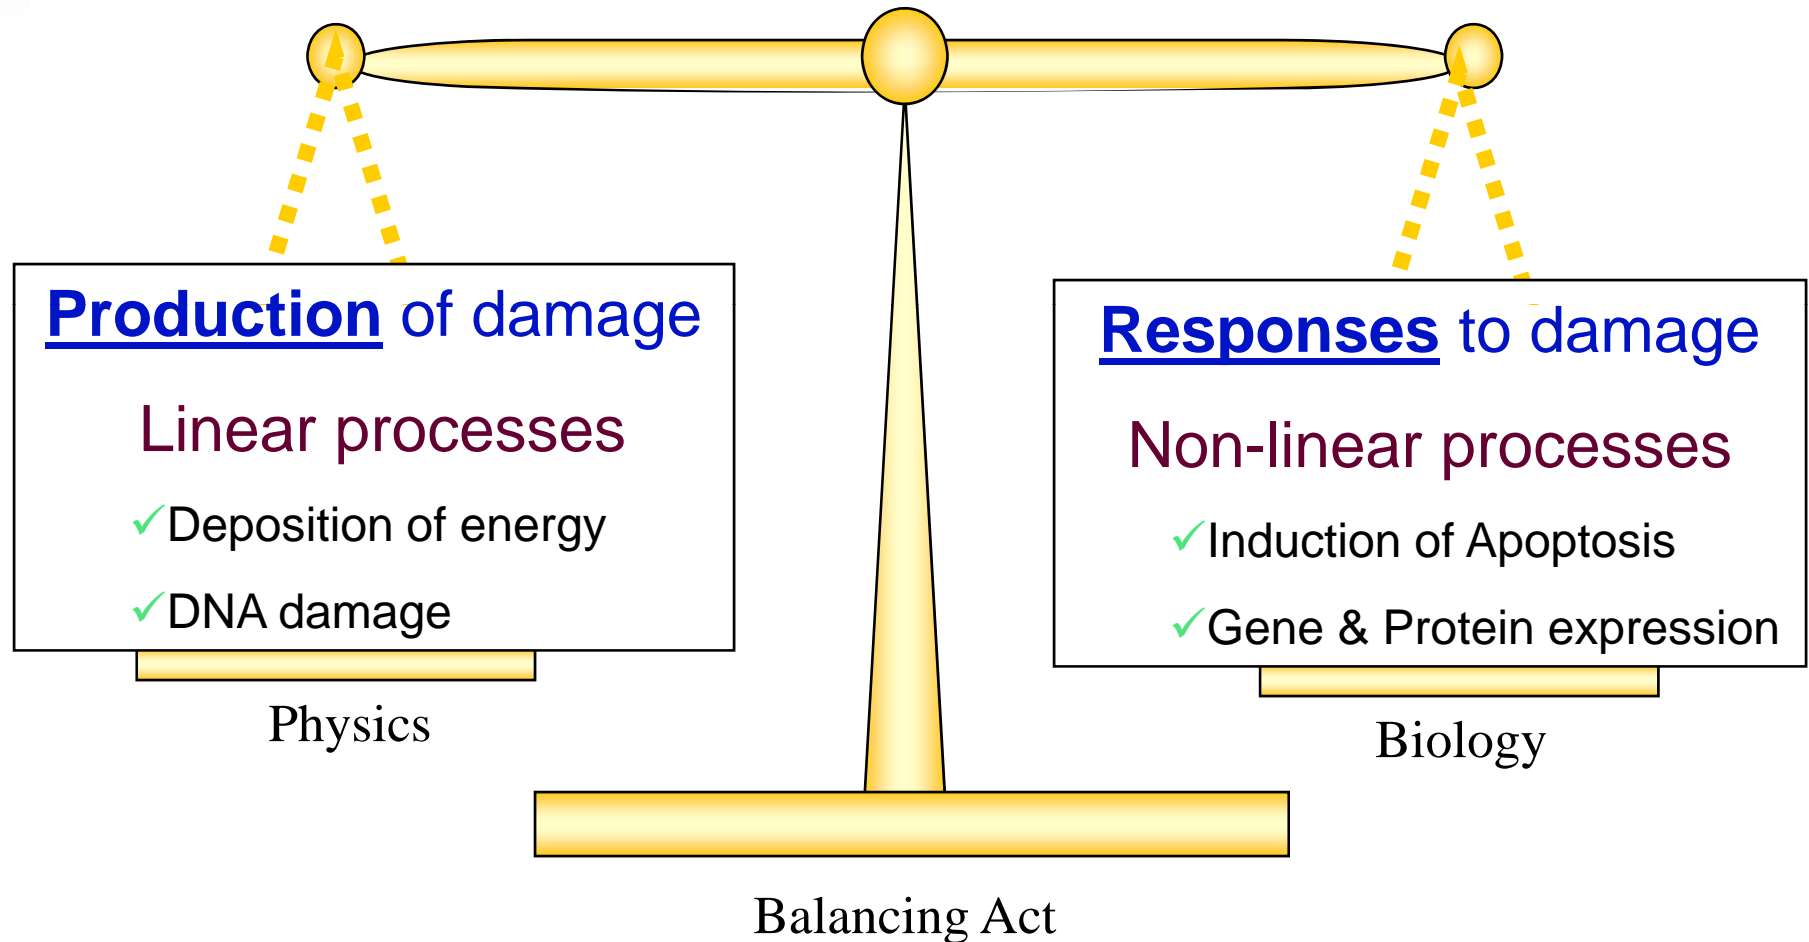 Production of damage
Linear processes
✓Deposition of energy
✓DNA damage
Physics
Responses to damage
Non-linear processes
✓Induction of Apoptosis
✓Gene & Protein expression
Biology
Balancing Act